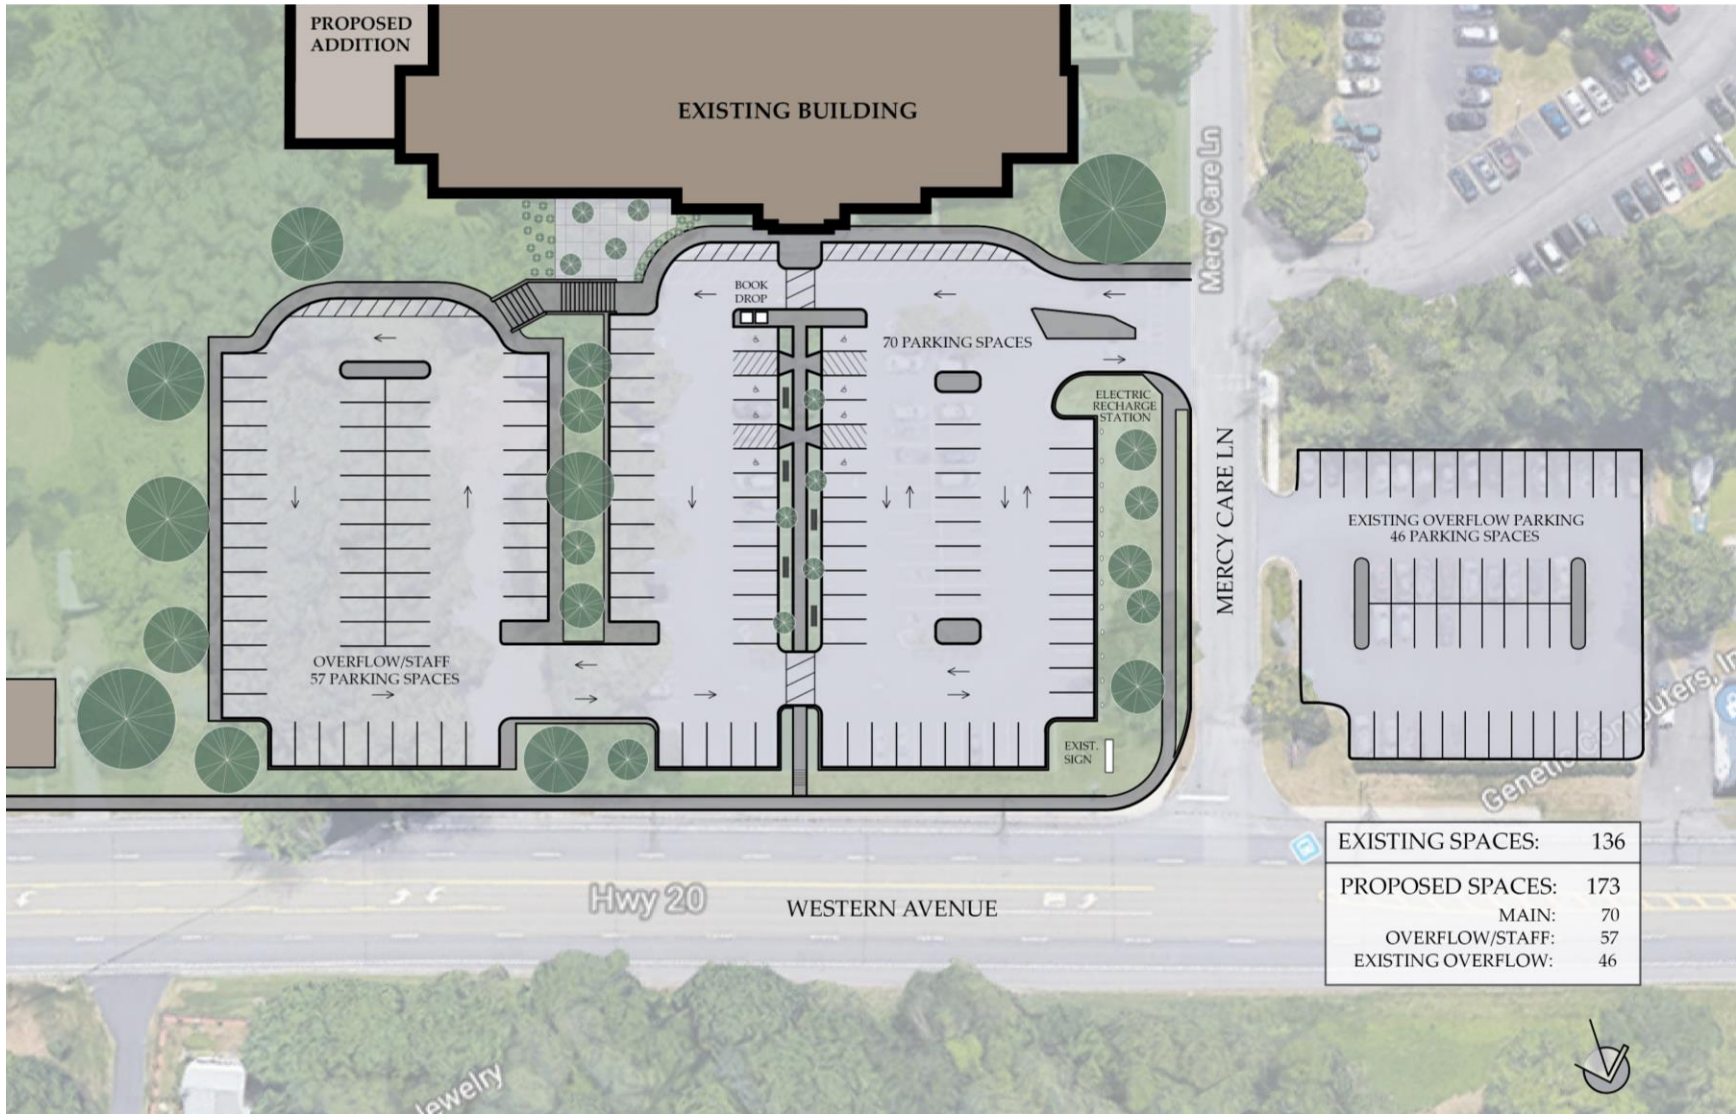 PROPOSED
ADDITION
EXISTING BUILDING
Mercy Care Ln
BOOK
DROP
70 PARKING SPACES
ELECTRIC
RECHARGE
STATION
MERCY CARE LN
EXISTING OVERFLOW PARKING
46 PARKING SPACES
OVERFLOW/STAFF
57 PARKING SPACES
EXIST.
SIGN
Genetic Computers, In
EXISTING SPACES: 136
PROPOSED SPACES: 173
MAIN: 70
OVERFLOW/STAFF: 57
EXISTING OVERFLOW: 46
Hwy 20
WESTERN AVENUE
Jewelry